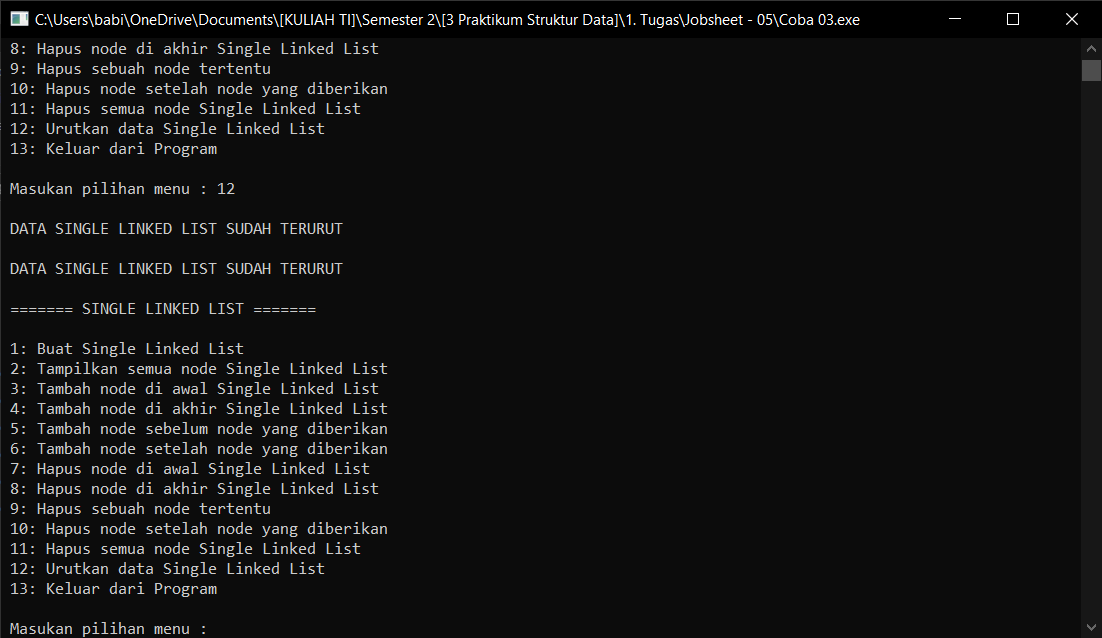 C:\Users\babi\OneDrive\Documents\[KULIAH TI]\Semester 2\[3 Praktikum Struktur Data]\1. Tugas\Jobsheet - 05\Coba 03.exe
8: Hapus node di akhir Single Linked List
9: Hapus sebuah node tertentu
10: Hapus node setelah node yang diberikan
11: Hapus semua node Single Linked List
12: Urutkan data Single Linked List
13: Keluar dari Program
Masukan pilihan menu : 12
DATA SINGLE LINKED LIST SUDAH TERURUT
DATA SINGLE LINKED LIST SUDAH TERURUT
======= SINGLE LINKED LIST =======
1: Buat Single Linked List
2: Tampilkan semua node Single Linked List
3: Tambah node di awal Single Linked List
4: Tambah node di akhir Single Linked List
5: Tambah node sebelum node yang diberikan
6: Tambah node setelah node yang diberikan
7: Hapus node di awal Single Linked List
8: Hapus node di akhir Single Linked List
9: Hapus sebuah node tertentu
10: Hapus node setelah node yang diberikan
11: Hapus semua node Single Linked List
12: Urutkan data Single Linked List
13: Keluar dari Program
Masukan pilihan menu :